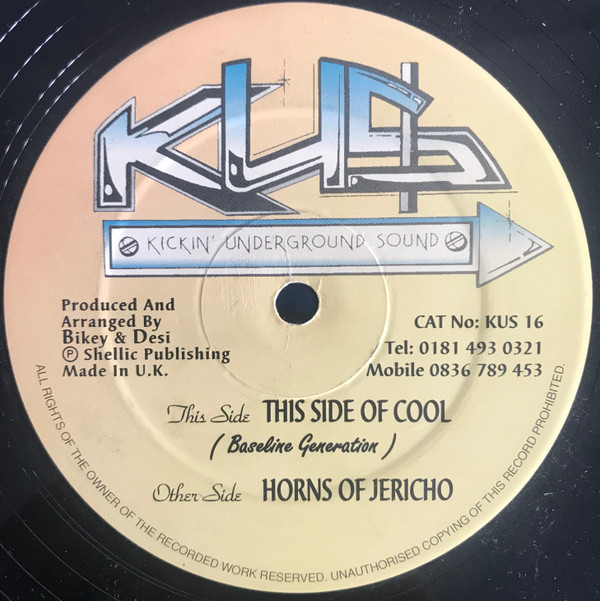 KUS
KICKIN' UNDERGROUND SOUND
Produced And
Arranged By
Bikey & Desi
℗ Shellic Publishing
Made In U.K.
CAT No: KUS 16
Tel: 0181 493 0321
Mobile 0836 789 453
This Side THIS SIDE OF COOL
( Baseline Generation )
Other Side HORNS OF JERICHO
ALL RIGHTS OF THE OWNER OF THE RECORDED WORK RESERVED. UNAUTHORISED COPYING OF THIS RECORD PROHIBITED.